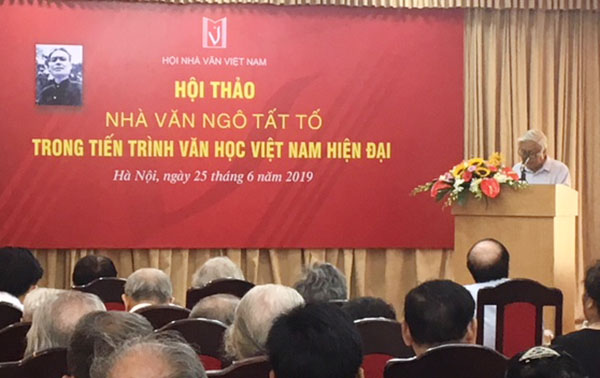 HỘI NHÀ VĂN VIỆT NAM
HỘI THẢO
NHÀ VĂN NGÔ TẤT TỐ
TRONG TIẾN TRÌNH VĂN HỌC VIỆT NAM HIỆN ĐẠI
Hà Nội, ngày 25 tháng 6 năm 2019